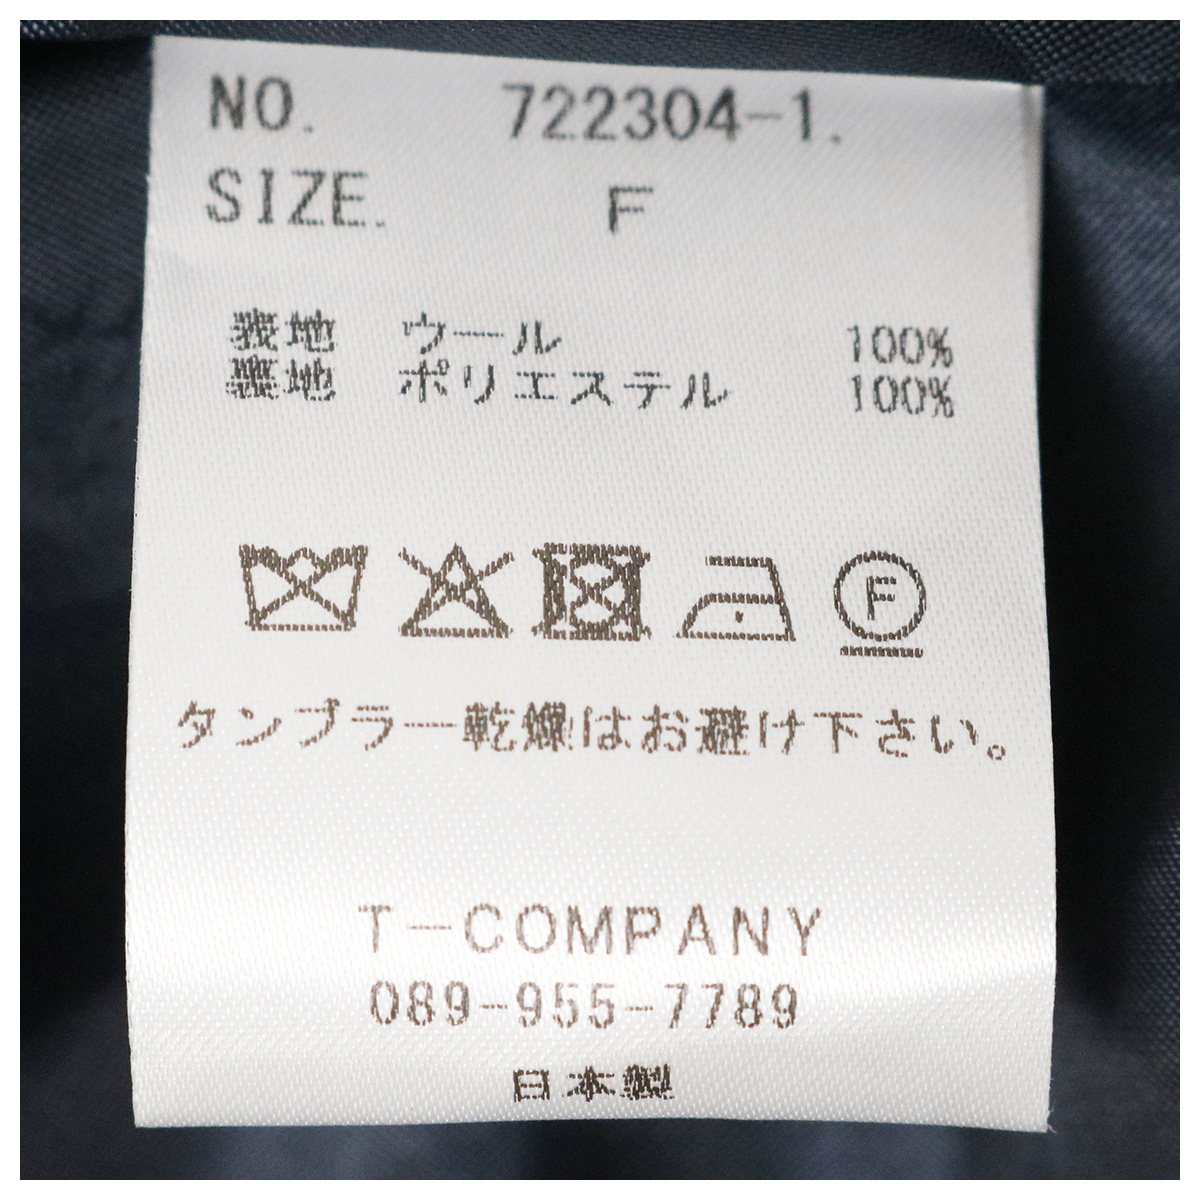 NO. 722304-1.
SIZE. F
表地 ウール 100%
裏地 ポリエステル 100%
F
タンブラー乾燥はお避け下さい。
T-COMPANY
089-955-7789
日本製